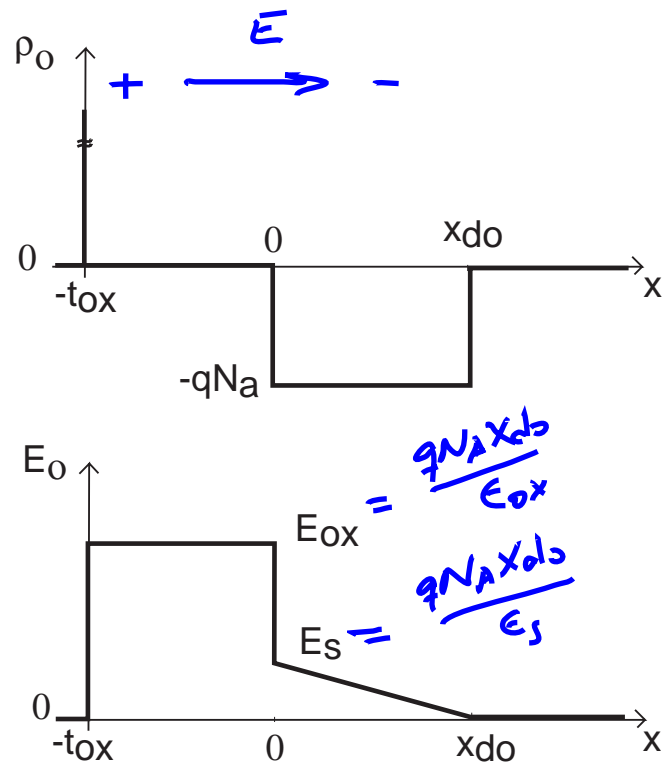 E
ρo
+ → -
0
0
xdo
-tox
x
-qNa
Eo
Eox = qNAxdo / ϵox
Es = qNAxdo / ϵs
0
-tox
0
xdo
x